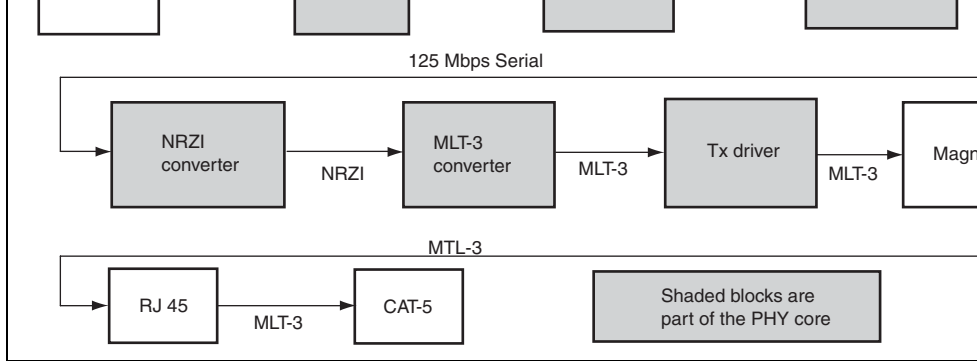 125 Mbps Serial
NRZI
converter
NRZI
MLT-3
converter
MLT-3
Tx driver
MLT-3
Magn
MTL-3
RJ 45
MLT-3
CAT-5
Shaded blocks are
part of the PHY core